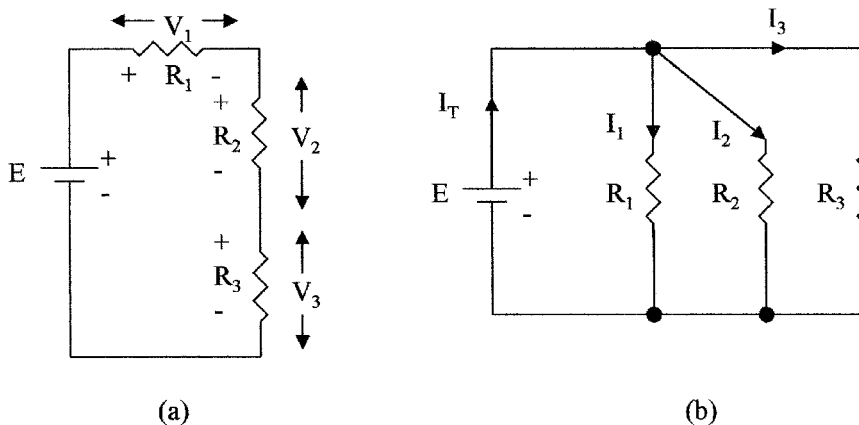 V1
+ R1 -
+
R2
-
V2
E
+
-
+
R3
-
V3
(a)
I3
IT
I1
I2
E
+
-
R1
R2
R3
(b)